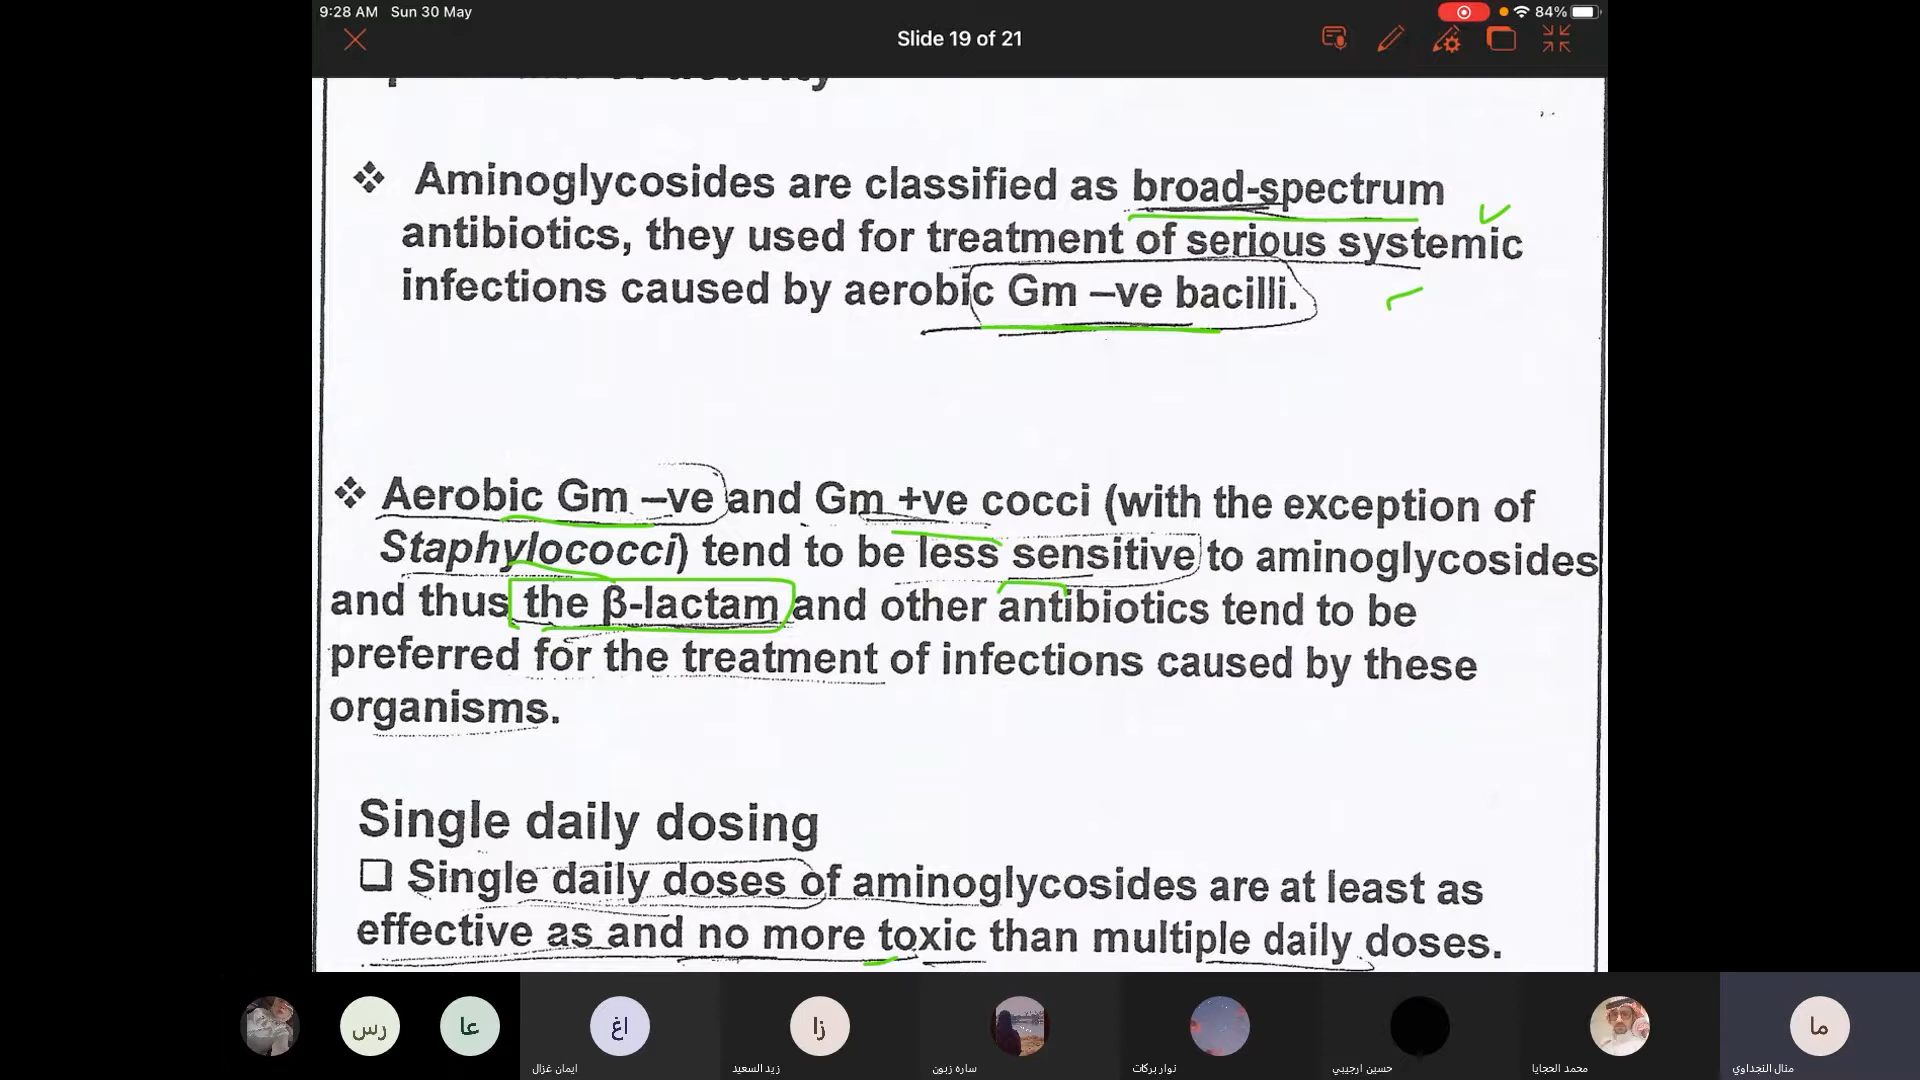 9:28 AM Sun 30 May
84%
Slide 19 of 21
❖ Aminoglycosides are classified as broad-spectrum
antibiotics, they used for treatment of serious systemic
infections caused by aerobic Gm –ve bacilli.
❖ Aerobic Gm –ve and Gm +ve cocci (with the exception of
Staphylococci) tend to be less sensitive to aminoglycosides
and thus the β-lactam and other antibiotics tend to be
preferred for the treatment of infections caused by these
organisms.
Single daily dosing
❑ Single daily doses of aminoglycosides are at least as
effective as and no more toxic than multiple daily doses.
رس
عا
اغ
زا
ما
ايمان غزال
زيد السعيد
ساره زبون
نوار بركات
حسين ارجيبي
محمد الحجايا
منال النجداوي